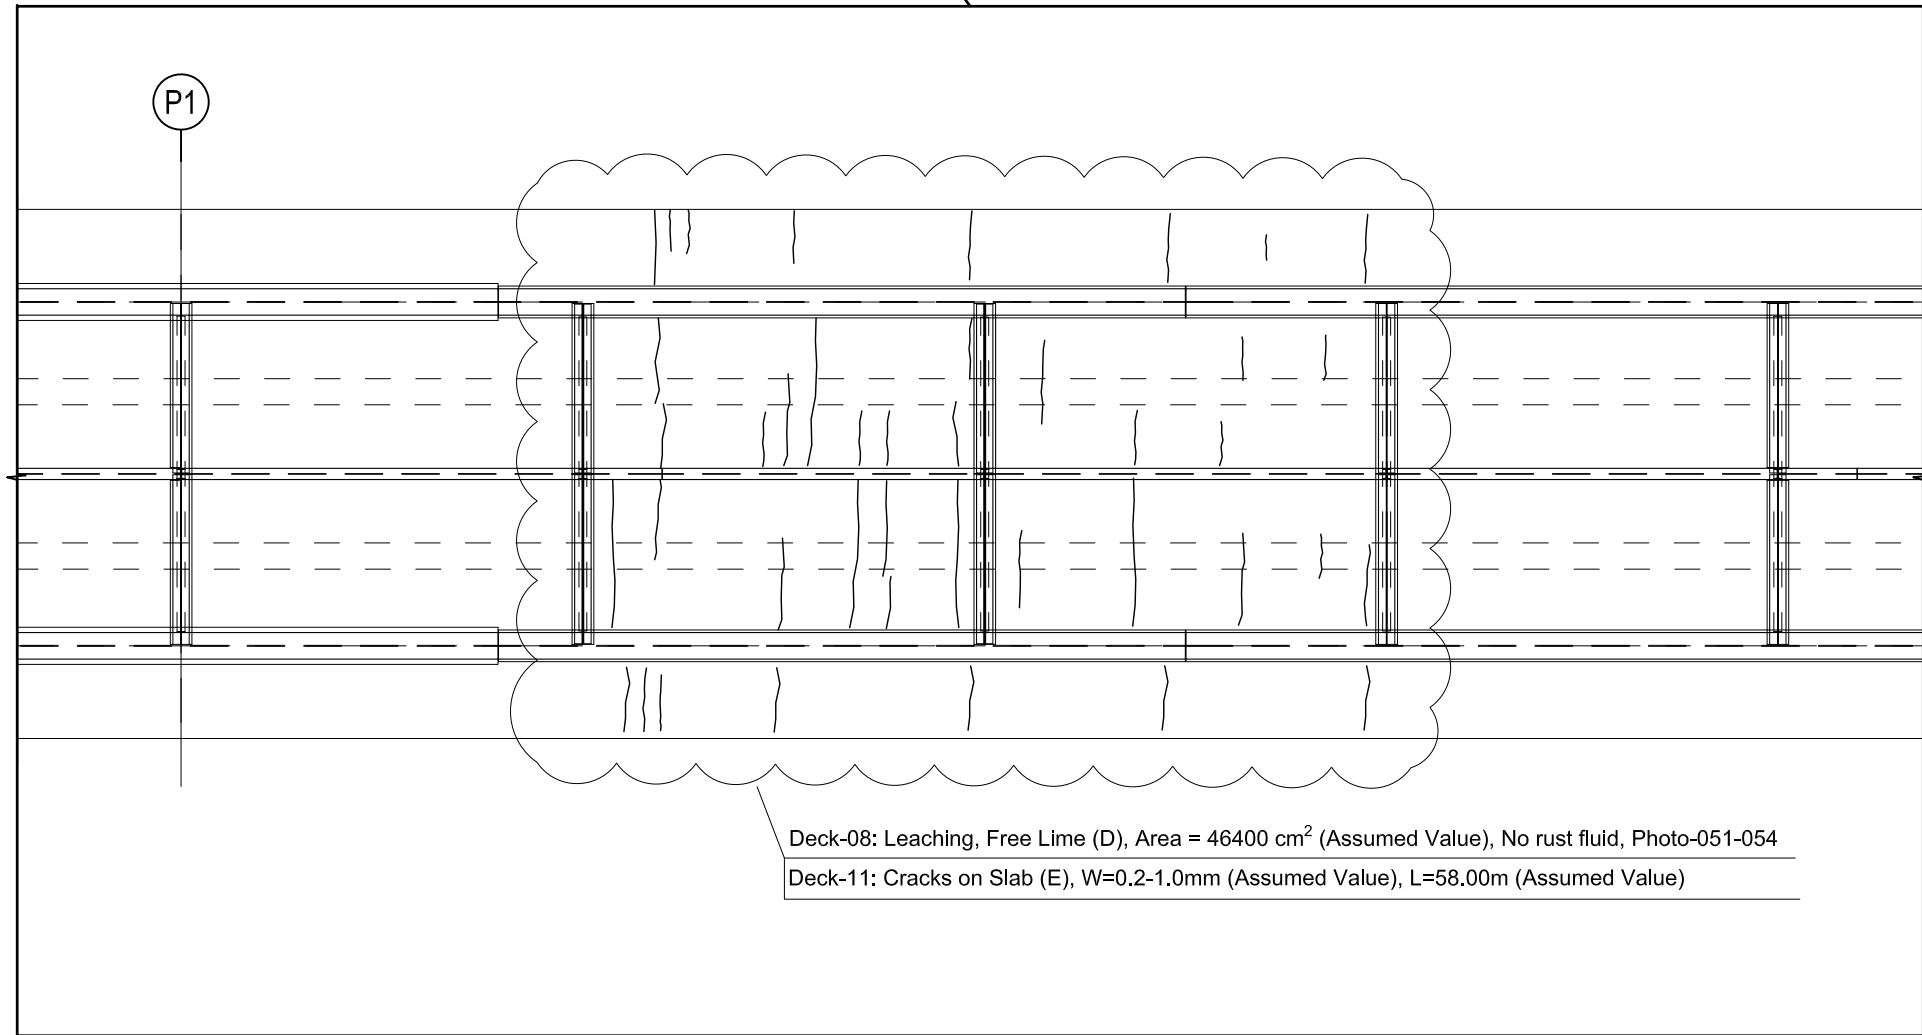 P1
Deck-08: Leaching, Free Lime (D), Area = 46400 cm² (Assumed Value), No rust fluid, Photo-051-054
Deck-11: Cracks on Slab (E), W=0.2-1.0mm (Assumed Value), L=58.00m (Assumed Value)